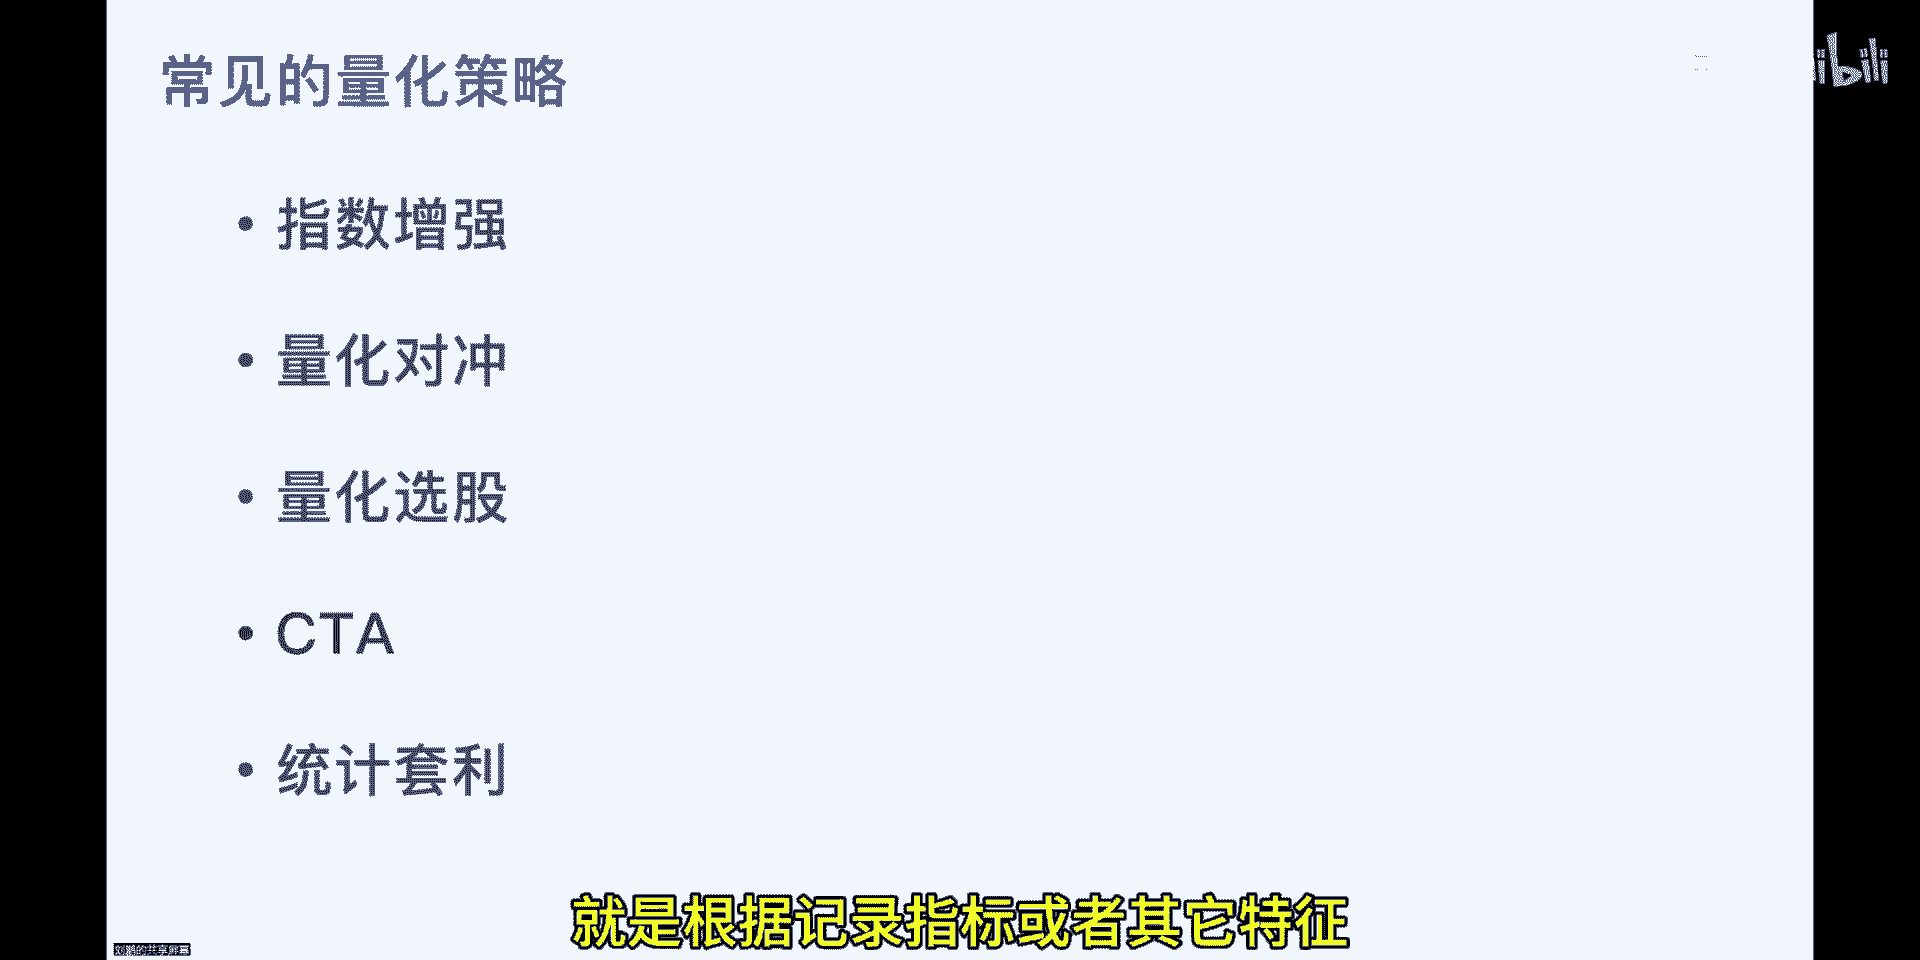 常见的量化策略
ibili
• 指数增强
• 量化对冲
• 量化选股
• CTA
• 统计套利
就是根据记录指标或者其它特征
刘鹏的共享屏幕